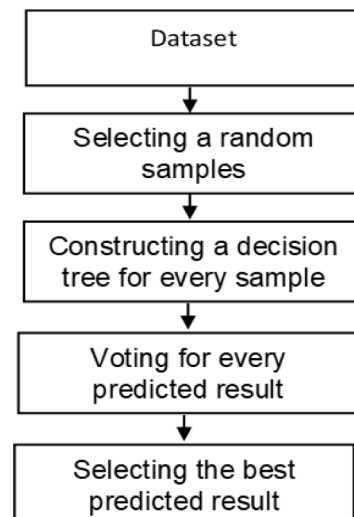 Dataset
Selecting a random
samples
Constructing a decision
tree for every sample
Voting for every
predicted result
Selecting the best
predicted result